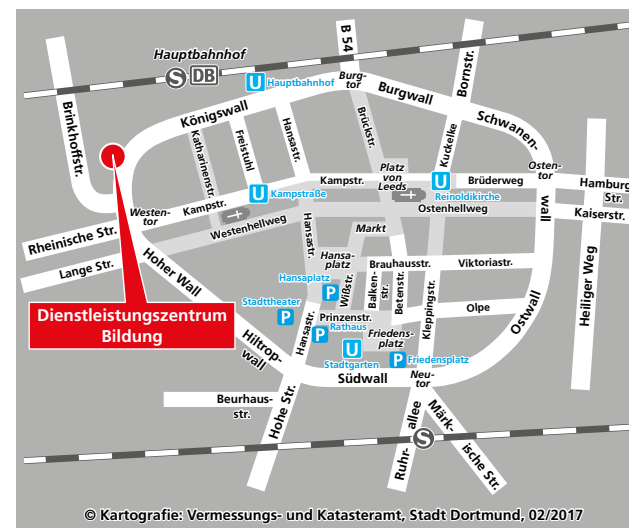 B 54
Hauptbahnhof
S DB
Brinkhoffstr.
U Hauptbahnhof
Burg-
tor
Burgwall
Bornstr.
Königswall
Schwanen-
wall
Katharinenstr.
Freistuhl
Hansastr.
Brückstr.
Kuckelke
Osten-
tor
Platz
von
Leeds
Kampstr.
Brüderweg
Hamburg
Str.
U
Kampstraße
U
Reinoldikirche
Ostenhellweg
Kaiserstr.
Westen-
tor
Kampstr.
Westenhellweg
Rheinische Str.
Lange Str.
Hoher Wall
Hansastr.
Markt
Hansa-
platz
Brauhausstr.
Viktoriastr.
Heiliger Weg
Hansaplatz
P
Wißstr.
Balken-
str.
Betenstr.
Kleppingstr.
Stadttheater
P
Dienstleistungszentrum
Bildung
Prinzenstr.
Olpe
Ostwall
P
Rathaus
Hansastr.
Friedens-
platz
Hiltrop-
wall
U
Stadtgarten
P
Friedensplatz
Südwall
Neu-
tor
Beurhaus-
str.
Hohe Str.
Ruhr-
allee
Märk-
ische Str.
S
© Kartografie: Vermessungs- und Katasteramt, Stadt Dortmund, 02/2017